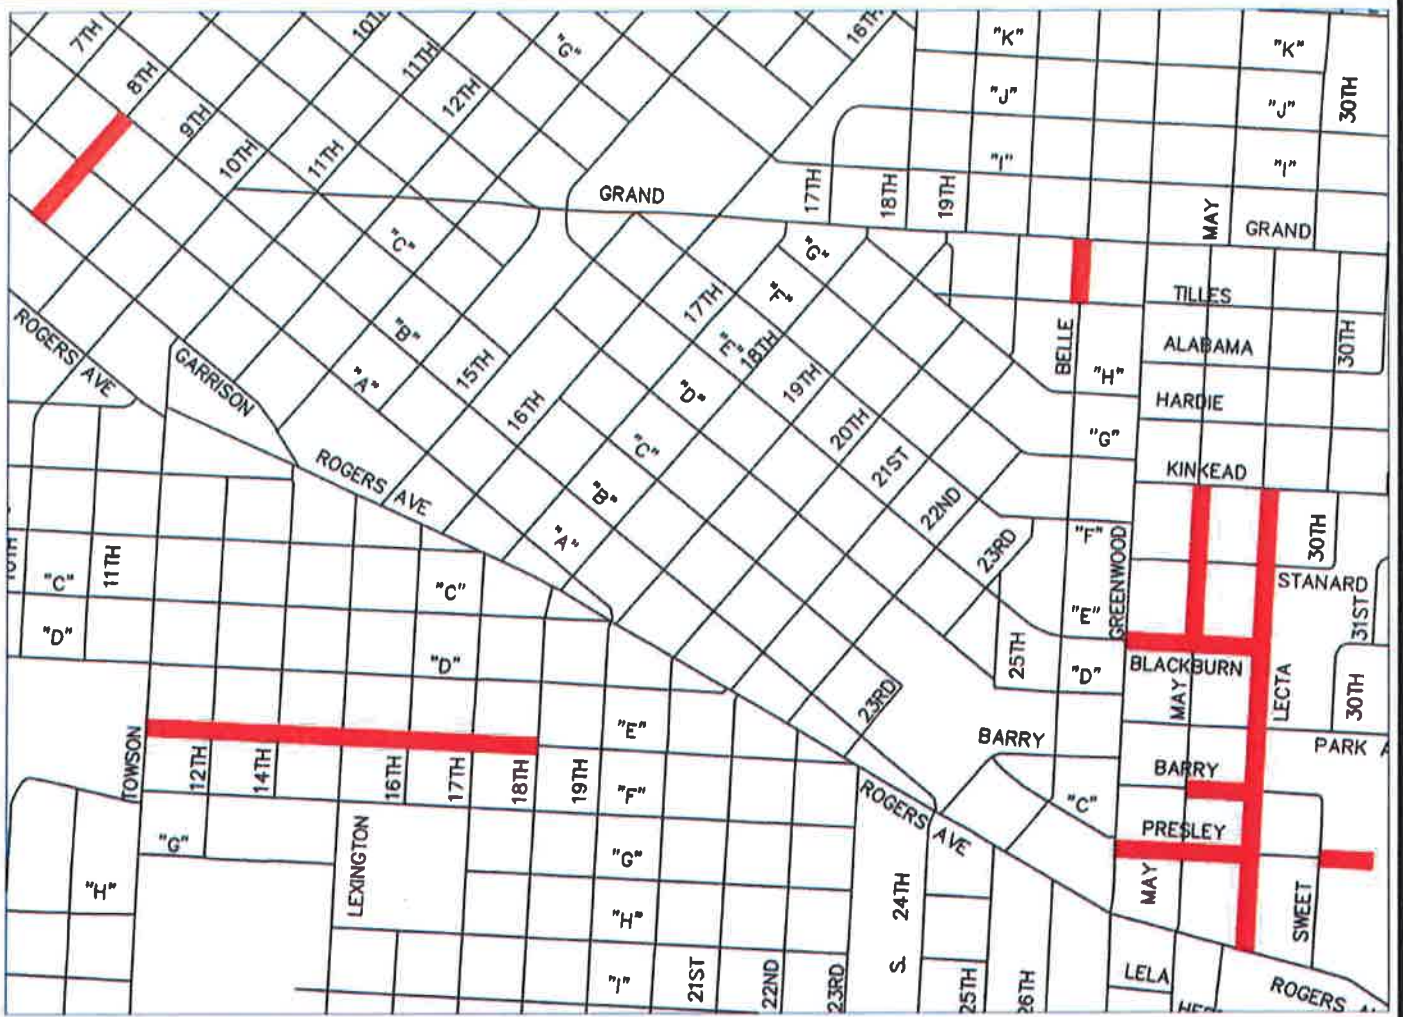 7TH
8TH
9TH
10TH
11TH
10TH
11TH
12TH
"G"
16TH
"K"
"K"
"J"
"J"
30TH
"I"
"I"
GRAND
17TH
18TH
19TH
MAY
GRAND
"C"
"G"
"F"
17TH
"E"
18TH
TILLES
BELLE
ALABAMA
30TH
ROGERS AVE
GARRISON
"B"
"A"
15TH
16TH
"D"
19TH
"H"
HARDIE
20TH
"G"
"C"
21ST
KINKEAD
ROGERS AVE
"B"
22ND
"A"
23RD
"F"
GREENWOOD
30TH
11TH
"C"
"C"
STANARD
31ST
"E"
"D"
"D"
25TH
"D"
BLACKBURN
MAY
LECTA
30TH
23RD
"E"
BARRY
PARK
TOWSON
12TH
14TH
16TH
17TH
18TH
19TH
"F"
BARRY
ROGERS AVE
"C"
PRESLEY
"G"
LEXINGTON
"G"
"H"
S. 24TH
MAY
SWEET
"H"
"I"
21ST
22ND
23RD
25TH
26TH
LELA
ROGERS